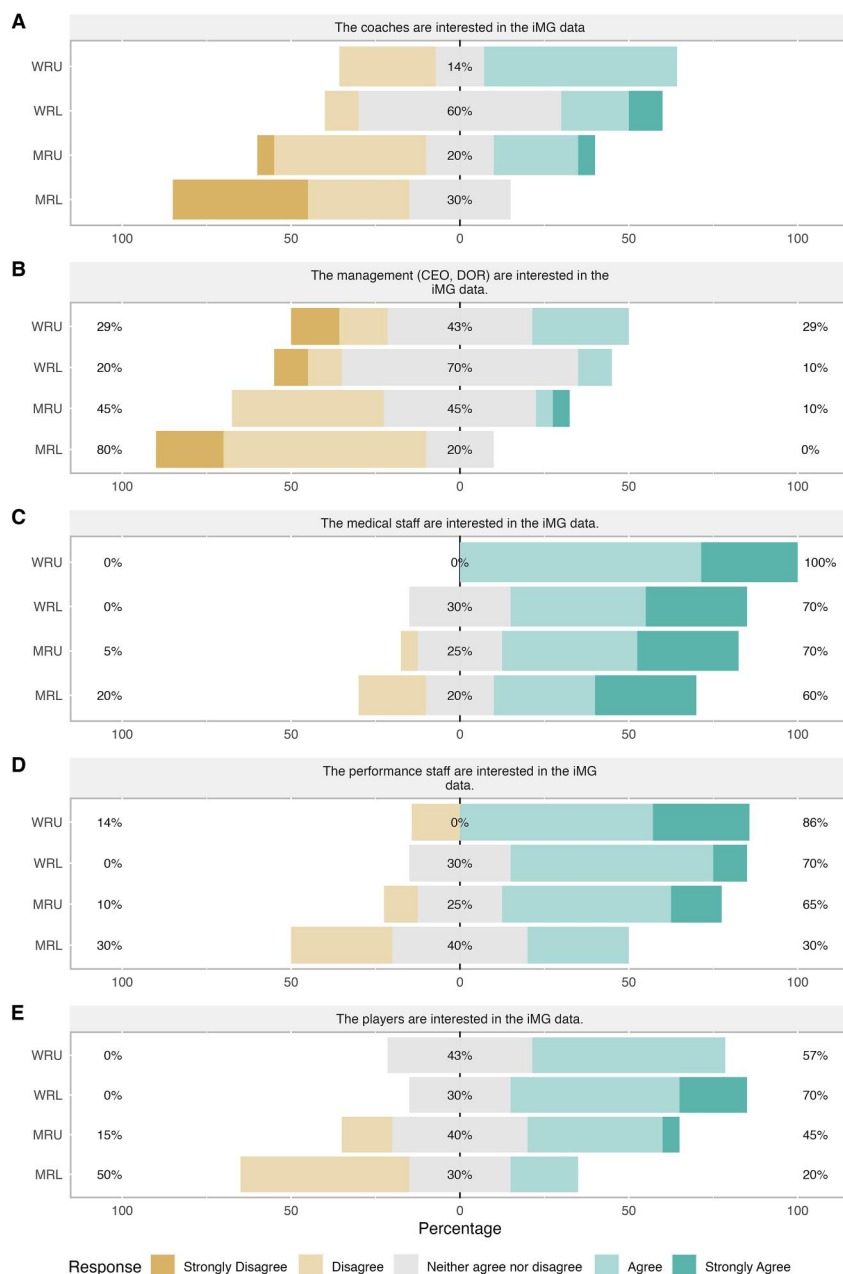 A
The coaches are interested in the iMG data
WRU 14%
WRL 60%
MRU 20%
MRL 30%
100 50 0 50 100
B
The management (CEO, DOR) are interested in the
iMG data.
WRU 29% 43% 29%
WRL 20% 70% 10%
MRU 45% 45% 10%
MRL 80% 20% 0%
100 50 0 50 100
C
The medical staff are interested in the iMG data.
WRU 0% 0% 100%
WRL 0% 30% 70%
MRU 5% 25% 70%
MRL 20% 20% 60%
100 50 0 50 100
D
The performance staff are interested in the iMG
data.
WRU 14% 0% 86%
WRL 0% 30% 70%
MRU 10% 25% 65%
MRL 30% 40% 30%
100 50 0 50 100
E
The players are interested in the iMG data.
WRU 0% 43% 57%
WRL 0% 30% 70%
MRU 15% 40% 45%
MRL 50% 30% 20%
100 50 0 50 100
Percentage
Response Strongly Disagree Disagree Neither agree nor disagree Agree Strongly Agree